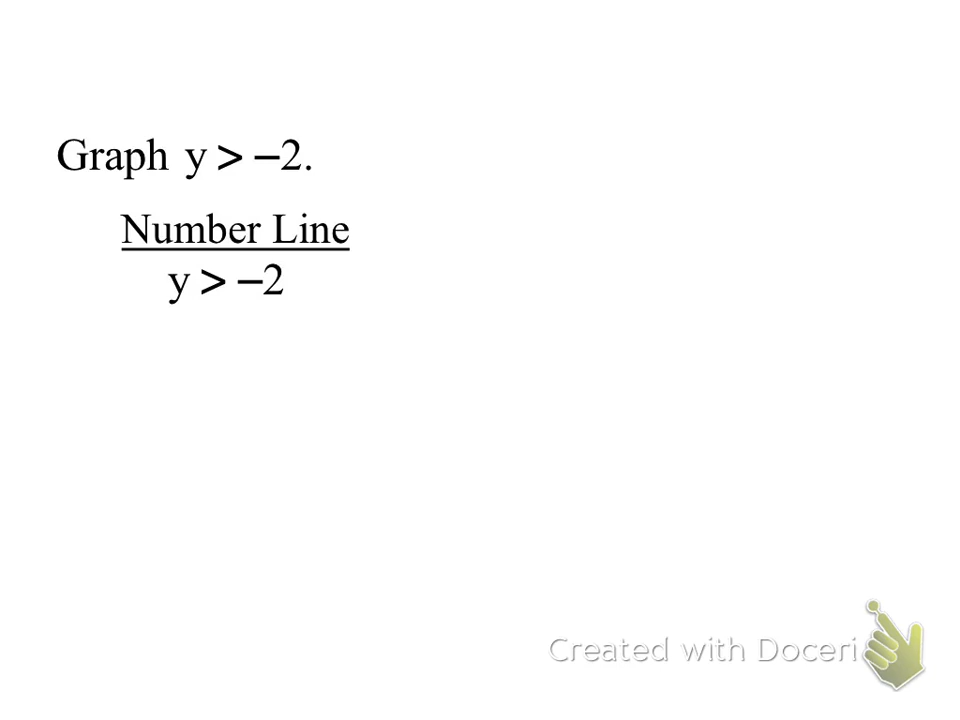 Graph y > −2.
Number Line
y > −2
Created with Doceri